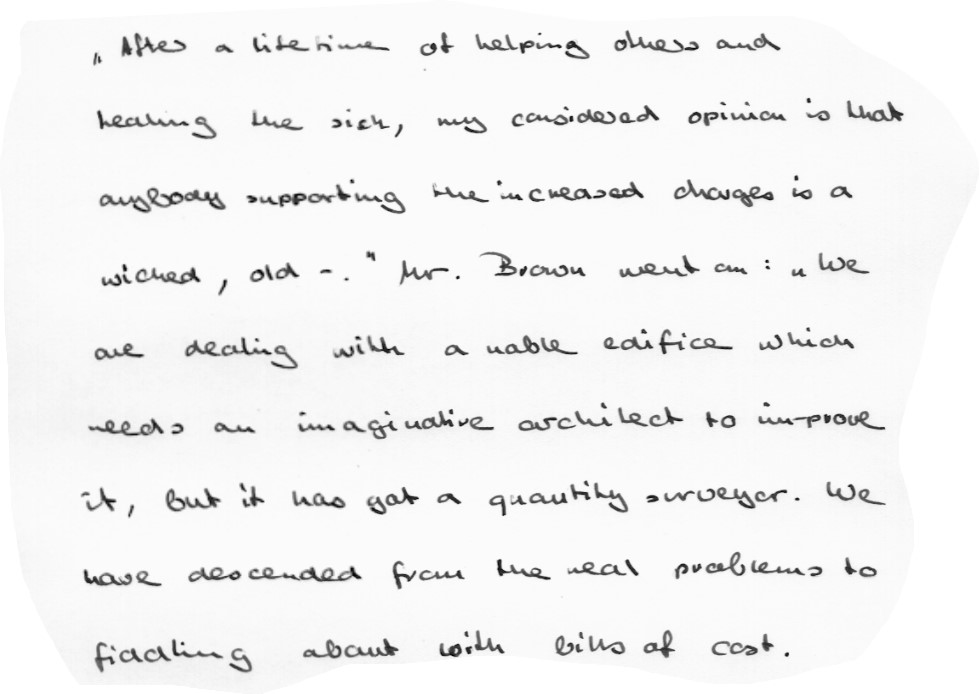 „After a lifetime of helping others and
healing the sick, my considered opinion is that
anybody supporting the increased charges is a
wicked, old -." Mr. Brown went on: „We
are dealing with a noble edifice which
needs an imaginative architect to improve
it, but it has got a quantity surveyor. We
have descended from the real problems to
fiddling about with bills of cost.